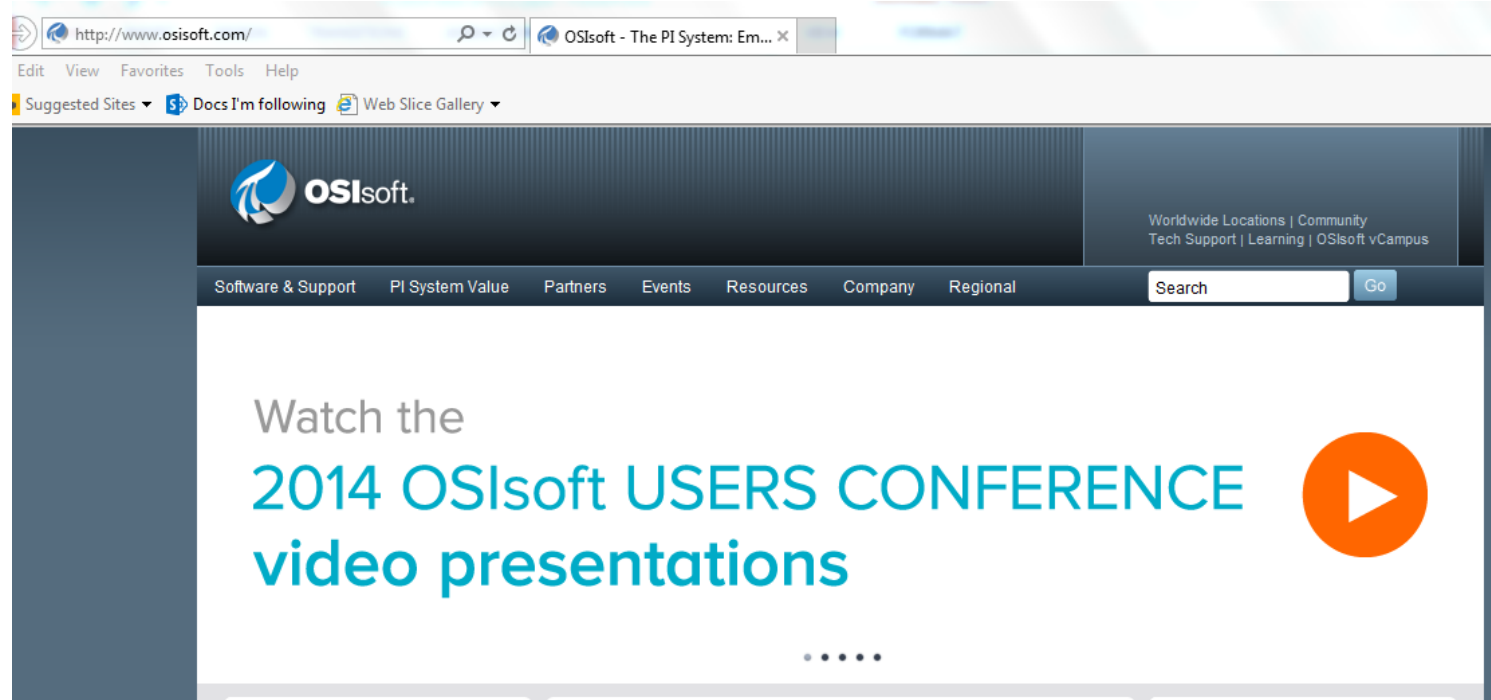 http://www.osisoft.com/
OSIsoft - The PI System: Em...
Edit View Favorites Tools Help
Suggested Sites Docs I'm following Web Slice Gallery
OSIsoft.
Worldwide Locations | Community
Tech Support | Learning | OSIsoft vCampus
Software & Support PI System Value Partners Events Resources Company Regional Search Go
Watch the
2014 OSIsoft USERS CONFERENCE
video presentations